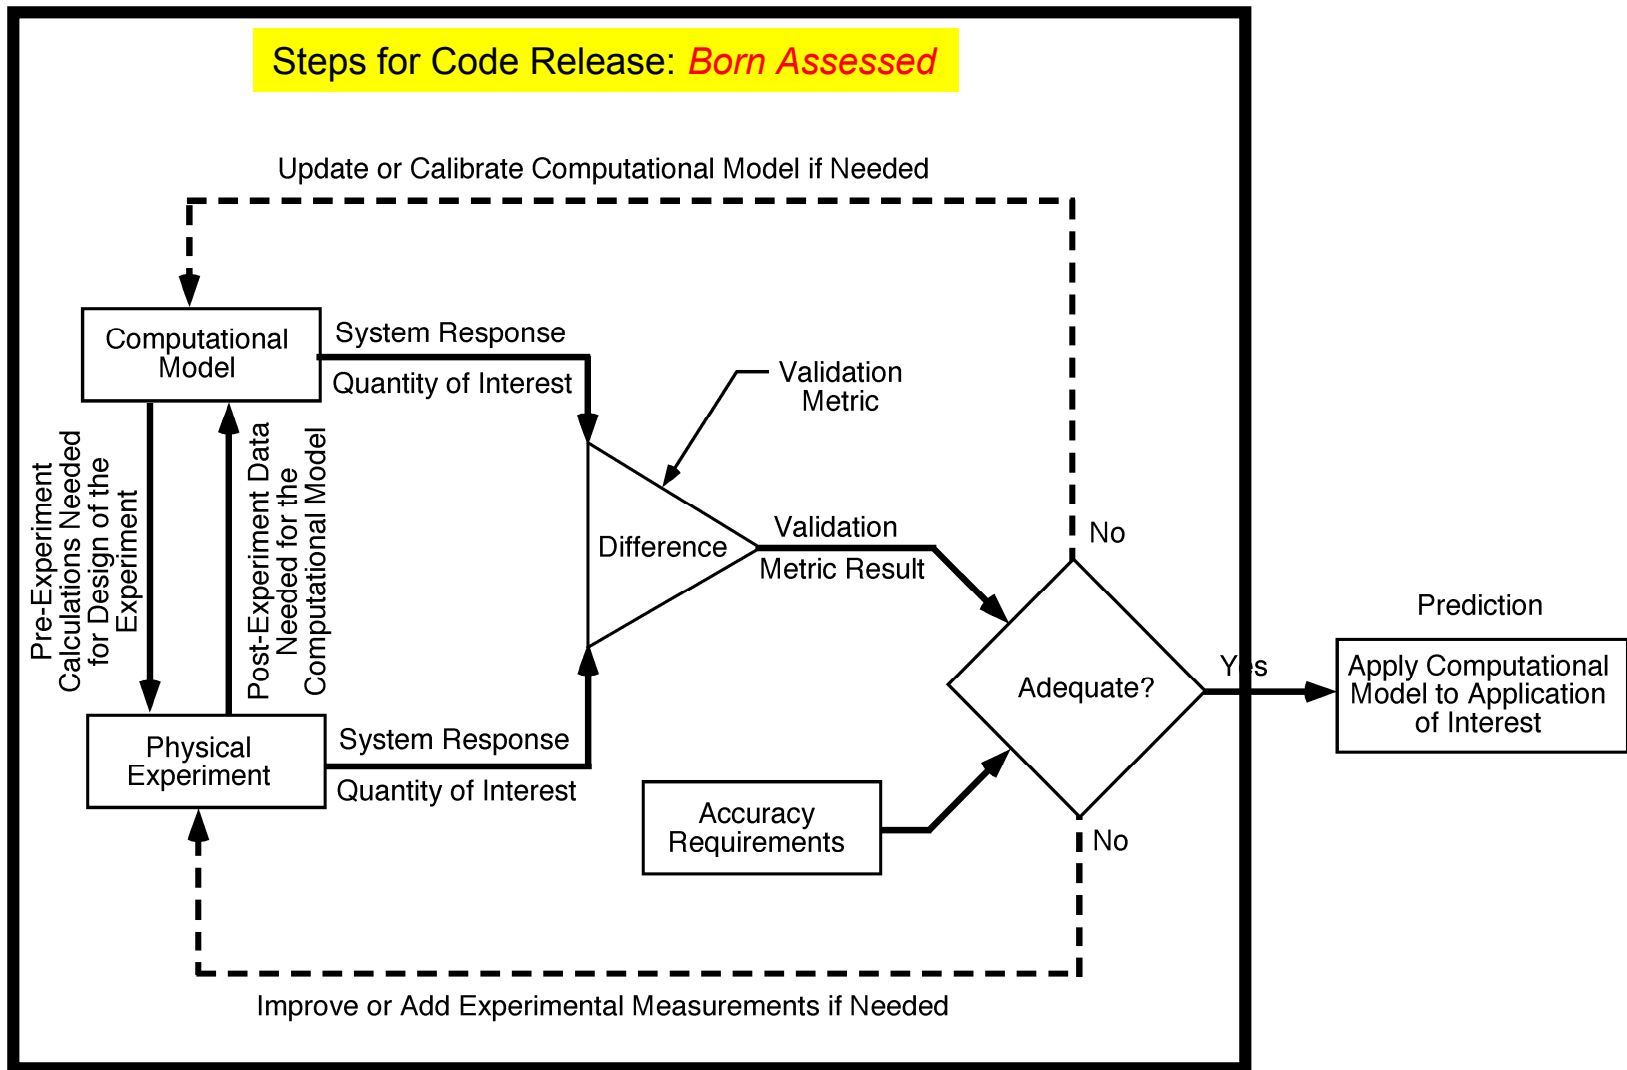 Steps for Code Release: Born Assessed
Update or Calibrate Computational Model if Needed
Computational
Model
System Response
Quantity of Interest
Validation
Metric
Pre-Experiment
Calculations Needed
for Design of the
Experiment
Post-Experiment Data
Needed for the
Computational Model
Difference
Validation
Metric Result
No
Prediction
Yes
Adequate?
Apply Computational
Model to Application
of Interest
Physical
Experiment
System Response
Quantity of Interest
Accuracy
Requirements
No
Improve or Add Experimental Measurements if Needed